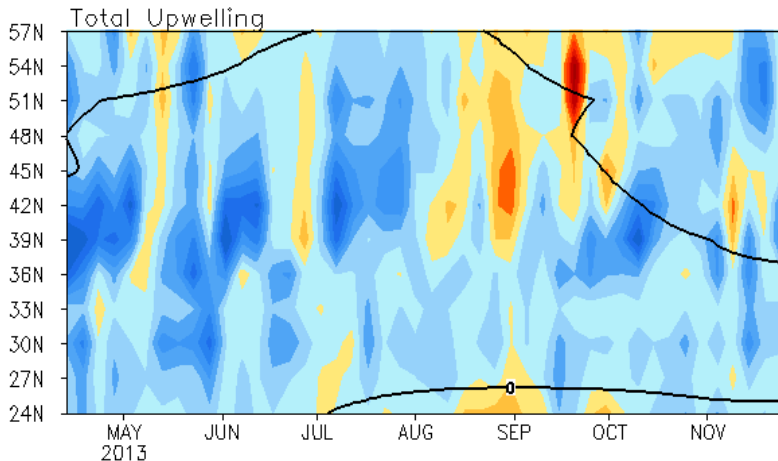 Total Upwelling
57N
54N
51N
48N
45N
42N
39N
36N
33N
30N
27N
24N
0
MAY JUN JUL AUG SEP OCT NOV
2013